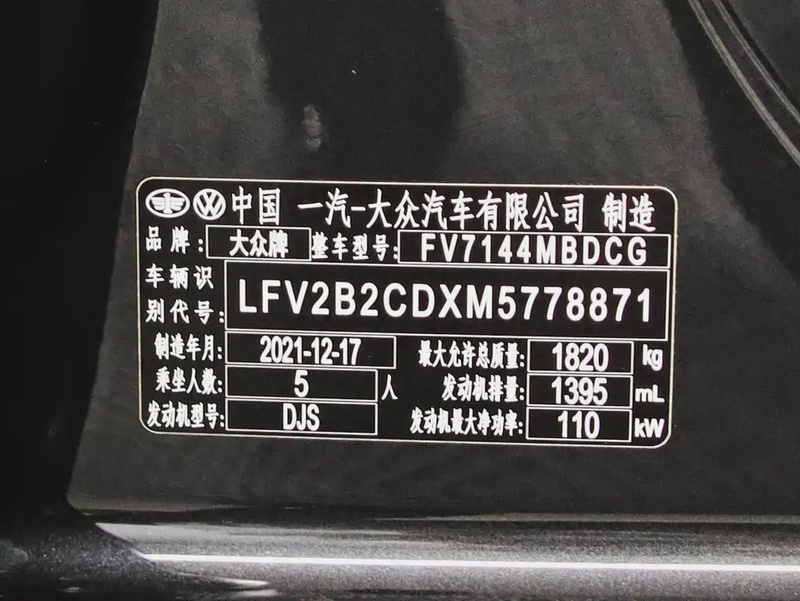 中国 一汽-大众汽车有限公司 制造
品牌: 大众牌 整车型号: FV7144MBDCG
车辆识别代号: LFV2B2CDXM5778871
制造年月: 2021-12-17 最大允许总质量: 1820 kg
乘坐人数: 5 人 发动机排量: 1395 mL
发动机型号: DJS 发动机最大净功率: 110 kW